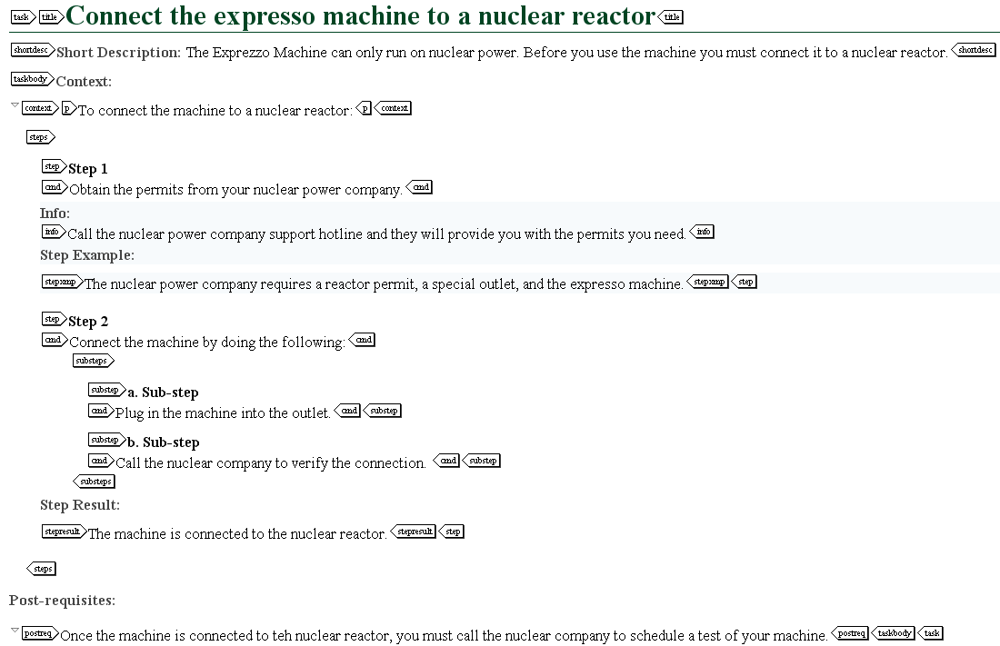 task title Connect the expresso machine to a nuclear reactor title
shortdesc Short Description: The Exprezzo Machine can only run on nuclear power. Before you use the machine you must connect it to a nuclear reactor. shortdesc
taskbody Context:
context p To connect the machine to a nuclear reactor: p context
steps
step Step 1
cmd Obtain the permits from your nuclear power company. cmd
Info:
info Call the nuclear power company support hotline and they will provide you with the permits you need. info
Step Example:
stepxmp The nuclear power company requires a reactor permit, a special outlet, and the expresso machine. stepxmp step
step Step 2
cmd Connect the machine by doing the following: cmd
substeps
substep a. Sub-step
cmd Plug in the machine into the outlet. cmd substep
substep b. Sub-step
cmd Call the nuclear company to verify the connection. cmd substep
substeps
Step Result:
stepresult The machine is connected to the nuclear reactor. stepresult step
steps
Post-requisites:
postreq Once the machine is connected to teh nuclear reactor, you must call the nuclear company to schedule a test of your machine. postreq taskbody task